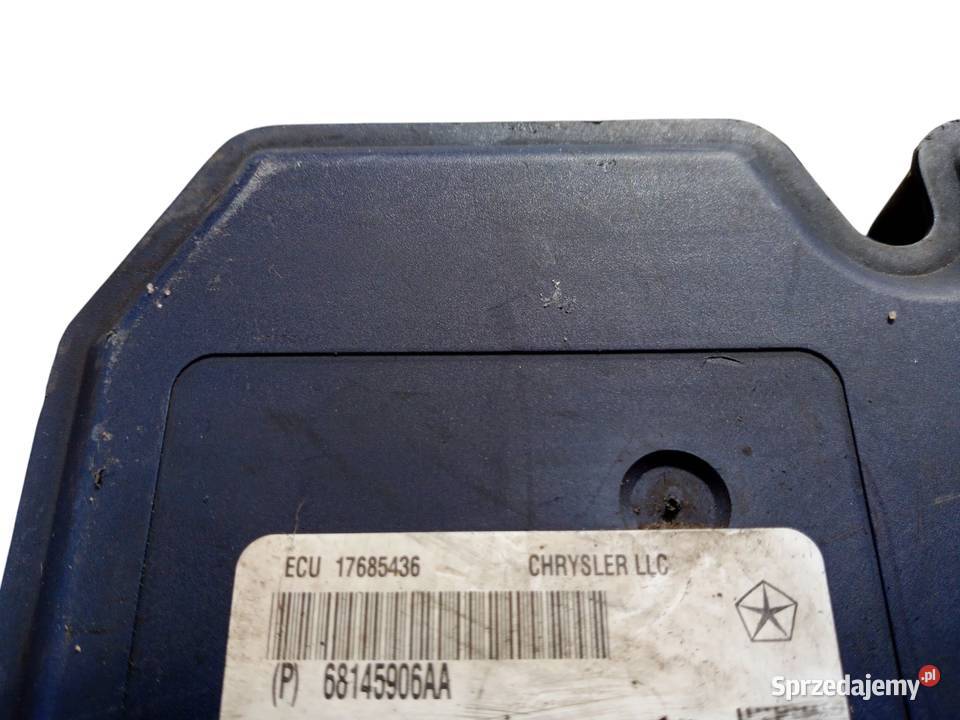 ECU 17685436 CHRYSLER LLC
(P) 68145906AA
Sprzedajemy.pl